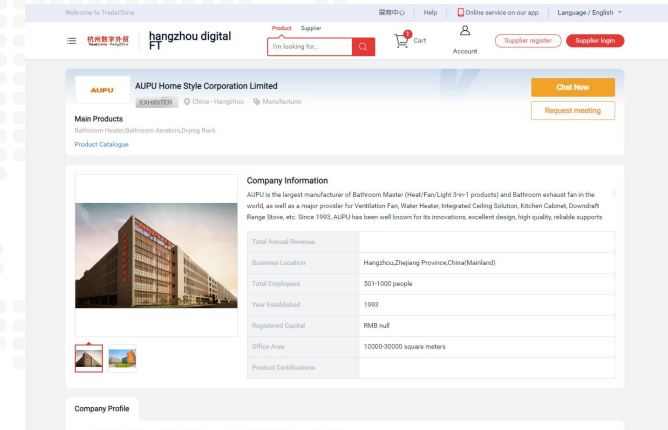 Welcome to TradeChina
展商中心 Help Online service on our app Language / English
杭州数字外贸
hangzhou digital FT
Product Supplier
I'm looking for...
1
Cart
Account
Supplier register
Supplier login
AUPU
AUPU Home Style Corporation Limited
EXHIBITER China - Hangzhou Manufacturer
Chat Now
Request meeting
Main Products
Bathroom Heater,Bathroom Aerators,Drying Rack
Product Catalogue
Company Information
AUPU is the largest manufacturer of Bathroom Master (Heat/Fan/Light 3-in-1 products) and Bathroom exhaust fan in the
world, as well as a major provider for Ventilation Fan, Water Heater, Integrated Ceiling Solution, Kitchen Cabinet, Downdraft
Range Stove, etc. Since 1993, AUPU has been well known for its innovations, excellent design, high quality, reliable supports
Total Annual Revenue
Business Location Hangzhou,Zhejiang Province,China(Mainland)
Total Employees 501-1000 people
Year Established 1993
Registered Capital RMB null
Office Area 10000-30000 square meters
Product Certifications
Company Profile